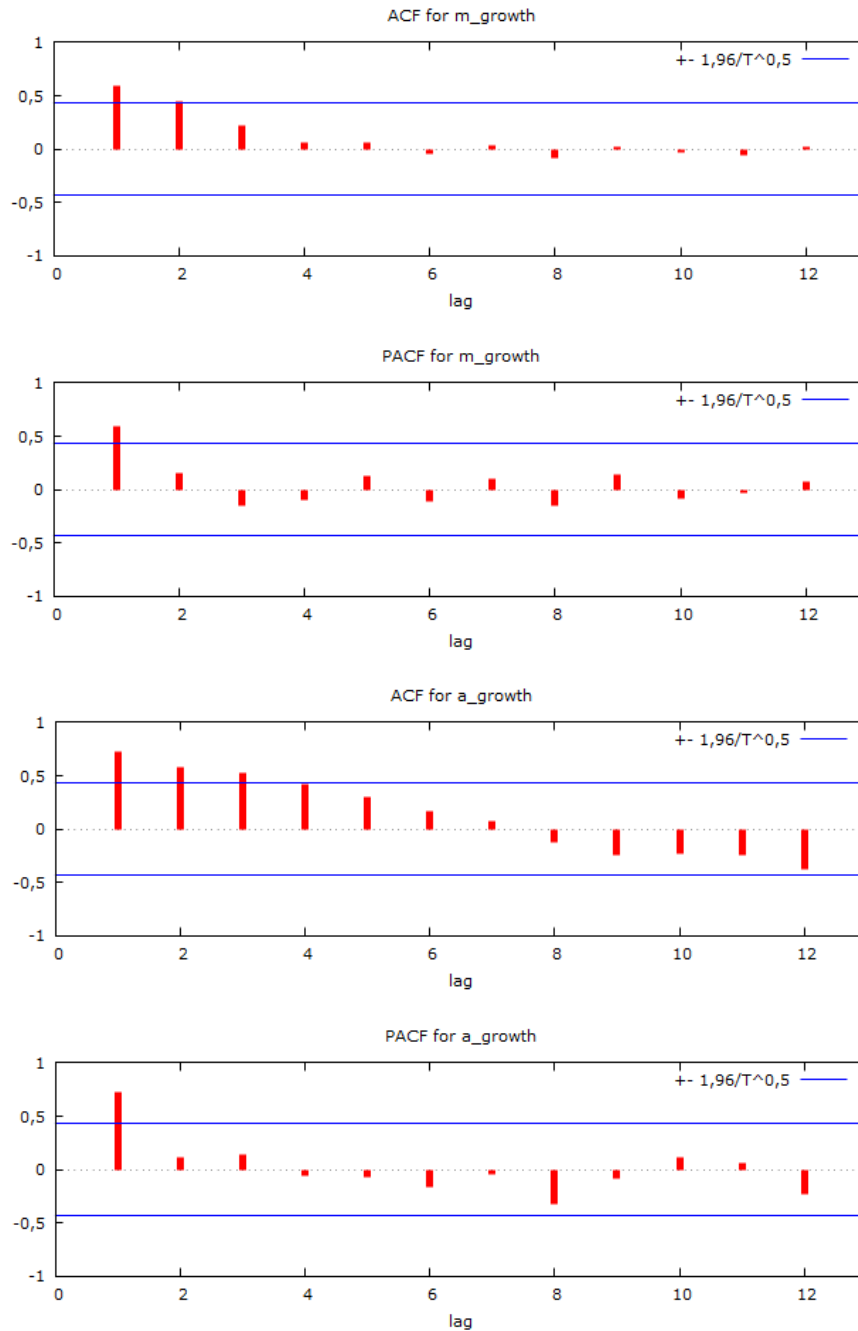 ACF for m_growth
1
+- 1,96/T^0,5
0,5
0
-0,5
-1
0 2 4 6 8 10 12
lag
PACF for m_growth
1
+- 1,96/T^0,5
0,5
0
-0,5
-1
0 2 4 6 8 10 12
lag
ACF for a_growth
1
+- 1,96/T^0,5
0,5
0
-0,5
-1
0 2 4 6 8 10 12
lag
PACF for a_growth
1
+- 1,96/T^0,5
0,5
0
-0,5
-1
0 2 4 6 8 10 12
lag